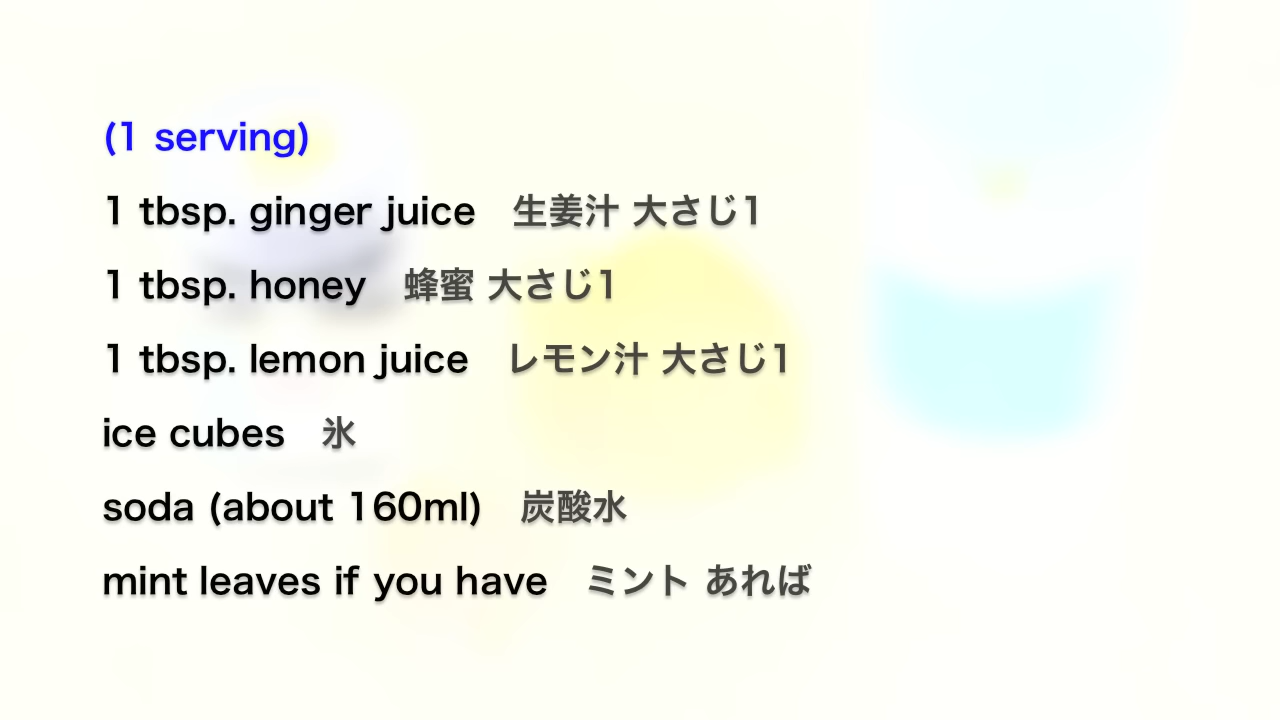 (1 serving)
1 tbsp. ginger juice　生姜汁 大さじ1
1 tbsp. honey　蜂蜜 大さじ1
1 tbsp. lemon juice　レモン汁 大さじ1
ice cubes　氷
soda (about 160ml)　炭酸水
mint leaves if you have　ミント あれば